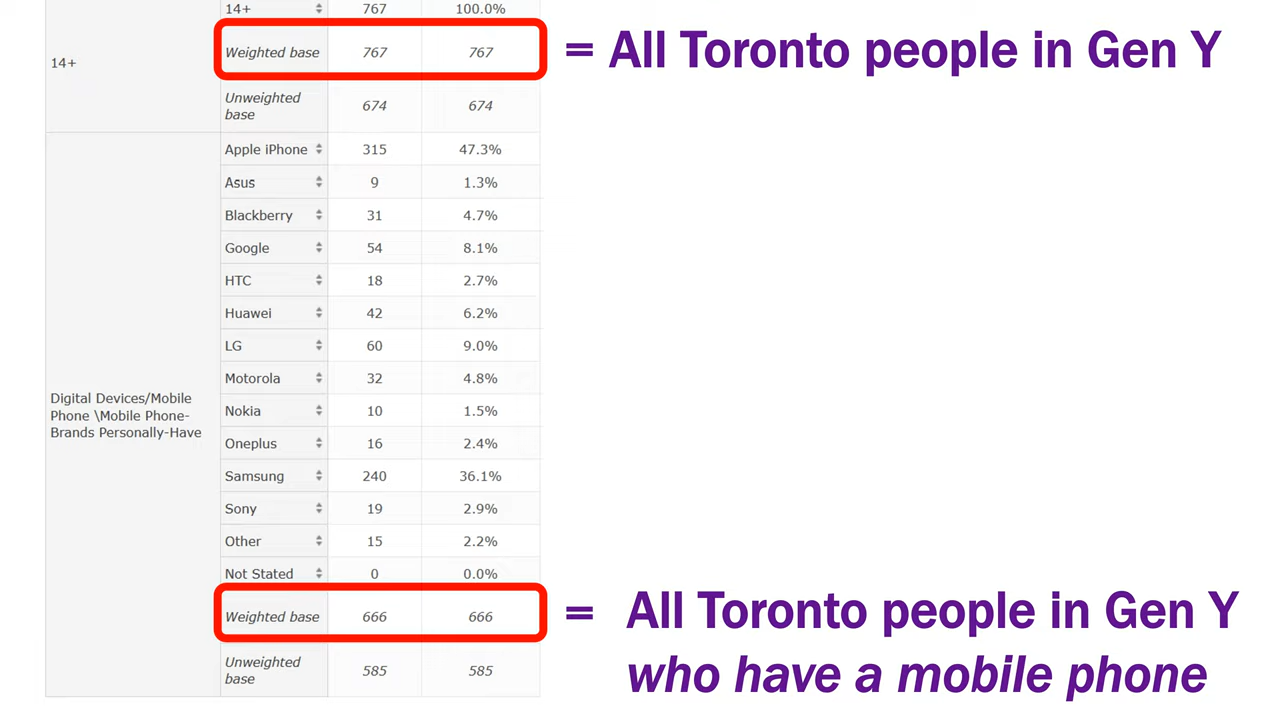 14+ 767 100.0%
Weighted base 767 767 = All Toronto people in Gen Y
14+
Unweighted
base 674 674
Apple iPhone 315 47.3%
Asus 9 1.3%
Blackberry 31 4.7%
Google 54 8.1%
HTC 18 2.7%
Huawei 42 6.2%
LG 60 9.0%
Motorola 32 4.8%
Digital Devices/Mobile
Phone \Mobile Phone-
Brands Personally-Have
Nokia 10 1.5%
Oneplus 16 2.4%
Samsung 240 36.1%
Sony 19 2.9%
Other 15 2.2%
Not Stated 0 0.0%
Weighted base 666 666 = All Toronto people in Gen Y
who have a mobile phone
Unweighted
base 585 585